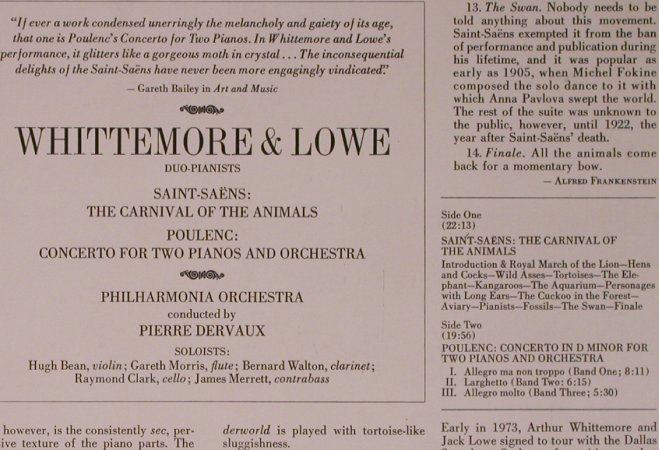 "If ever a work condensed unerringly the melancholy and gaiety of its age,
that one is Poulenc's Concerto for Two Pianos. In Whittemore and Lowe's
performance, it glitters like a gorgeous moth in crystal . . . The inconsequential
delights of the Saint-Saëns have never been more engagingly vindicated."
— Gareth Bailey in Art and Music
WHITTEMORE & LOWE
DUO-PIANISTS
SAINT-SAËNS:
THE CARNIVAL OF THE ANIMALS
POULENC:
CONCERTO FOR TWO PIANOS AND ORCHESTRA
PHILHARMONIA ORCHESTRA
conducted by
PIERRE DERVAUX
SOLOISTS:
Hugh Bean, violin; Gareth Morris, flute; Bernard Walton, clarinet;
Raymond Clark, cello; James Merrett, contrabass
however, is the consistently sec, per-
ive texture of the piano parts. The
derworld is played with tortoise-like
sluggishness.
13. The Swan. Nobody needs to be
told anything about this movement.
Saint-Saëns exempted it from the ban
of performance and publication during
his lifetime, and it was popular as
early as 1905, when Michel Fokine
composed the solo dance to it with
which Anna Pavlova swept the world.
The rest of the suite was unknown to
the public, however, until 1922, the
year after Saint-Saëns' death.
14. Finale. All the animals come
back for a momentary bow.
— ALFRED FRANKENSTEIN
Side One
(22:13)
SAINT-SAENS: THE CARNIVAL OF
THE ANIMALS
Introduction & Royal March of the Lion—Hens
and Cocks—Wild Asses—Tortoises—The Ele-
phant—Kangaroos—The Aquarium—Personages
with Long Ears—The Cuckoo in the Forest—
Aviary—Pianists—Fossils—The Swan—Finale
Side Two
(19:56)
POULENC: CONCERTO IN D MINOR FOR
TWO PIANOS AND ORCHESTRA
I. Allegro ma non troppo (Band One; 8:11)
II. Larghetto (Band Two: 6:15)
III. Allegro molto (Band Three; 5:30)
Early in 1973, Arthur Whittemore and
Jack Lowe signed to tour with the Dallas